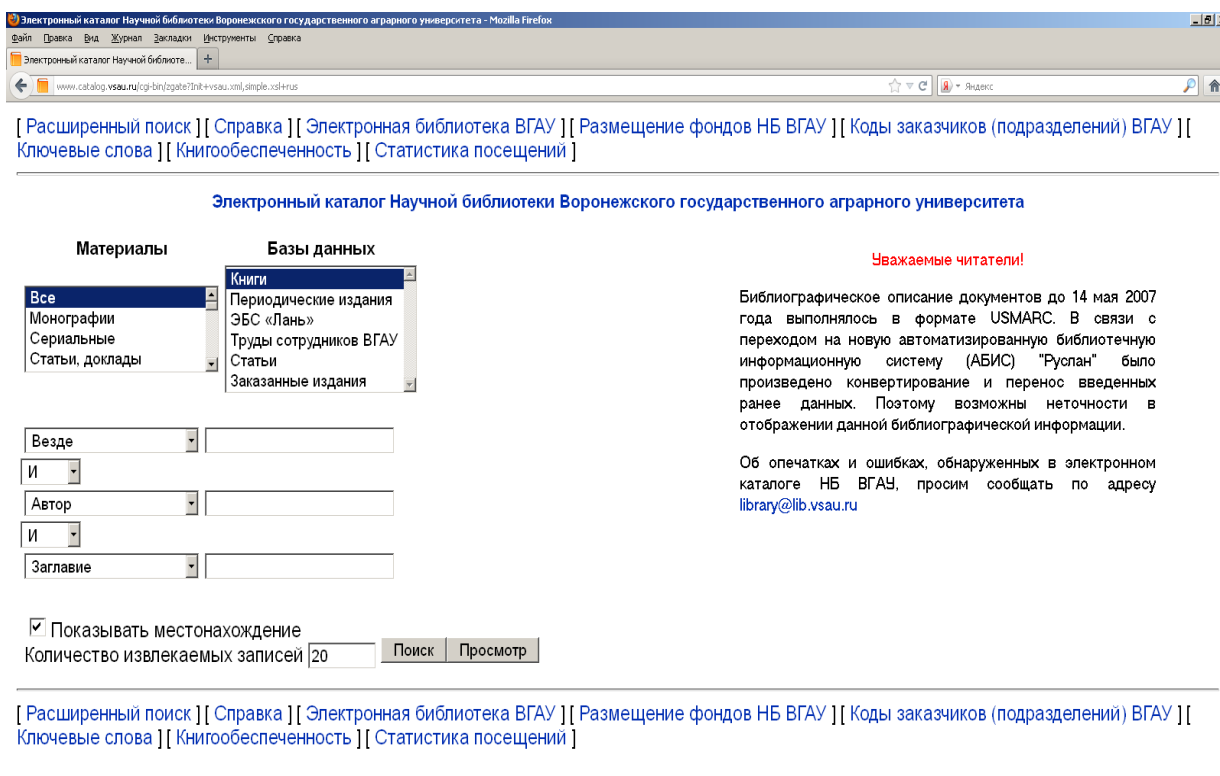 Электронный каталог Научной библиотеки Воронежского государственного аграрного университета - Mozilla Firefox
Файл Правка Вид Журнал Закладки Инструменты Справка
Электронный каталог Научной библиоте... +
www.catalog.vsau.ru/cgi-bin/zgate?Init+vsau.xml,simple.xsl+rus
Яндекс
[ Расширенный поиск ] [ Справка ] [ Электронная библиотека ВГАУ ] [ Размещение фондов НБ ВГАУ ] [ Коды заказчиков (подразделений) ВГАУ ] [
Ключевые слова ] [ Книгообеспеченность ] [ Статистика посещений ]
Электронный каталог Научной библиотеки Воронежского государственного аграрного университета
Материалы
Все
Монографии
Сериальные
Статьи, доклады
Базы данных
Книги
Периодические издания
ЭБС «Лань»
Труды сотрудников ВГАУ
Статьи
Заказанные издания
Везде
И
Автор
И
Заглавие
Показывать местонахождение
Количество извлекаемых записей 20 Поиск Просмотр
Уважаемые читатели!
Библиографическое описание документов до 14 мая 2007
года выполнялось в формате USMARC. В связи с
переходом на новую автоматизированную библиотечную
информационную систему (АБИС) "Руслан" было
произведено конвертирование и перенос введенных
ранее данных. Поэтому возможны неточности в
отображении данной библиографической информации.
Об опечатках и ошибках, обнаруженных в электронном
каталоге НБ ВГАУ, просим сообщать по адресу
library@lib.vsau.ru
[ Расширенный поиск ] [ Справка ] [ Электронная библиотека ВГАУ ] [ Размещение фондов НБ ВГАУ ] [ Коды заказчиков (подразделений) ВГАУ ] [
Ключевые слова ] [ Книгообеспеченность ] [ Статистика посещений ]